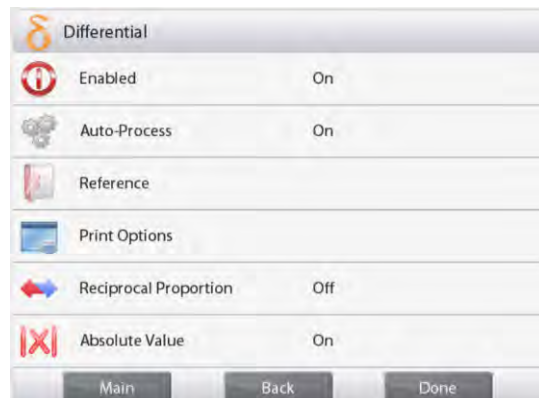 δ Differential
Enabled On
Auto-Process On
Reference
Print Options
Reciprocal Proportion Off
|X| Absolute Value On
Main Back Done